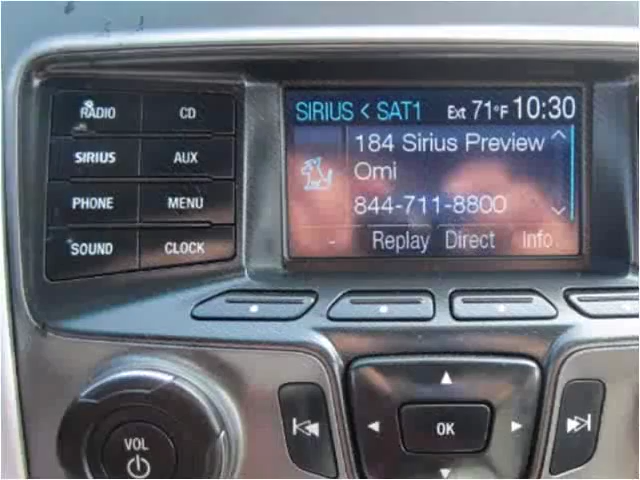 RADIO CD
SIRIUS AUX
PHONE MENU
SOUND CLOCK
SIRIUS < SAT1 Ext 71°F 10:30
184 Sirius Preview
Omi
844-711-8800
- Replay Direct Info
VOL
OK